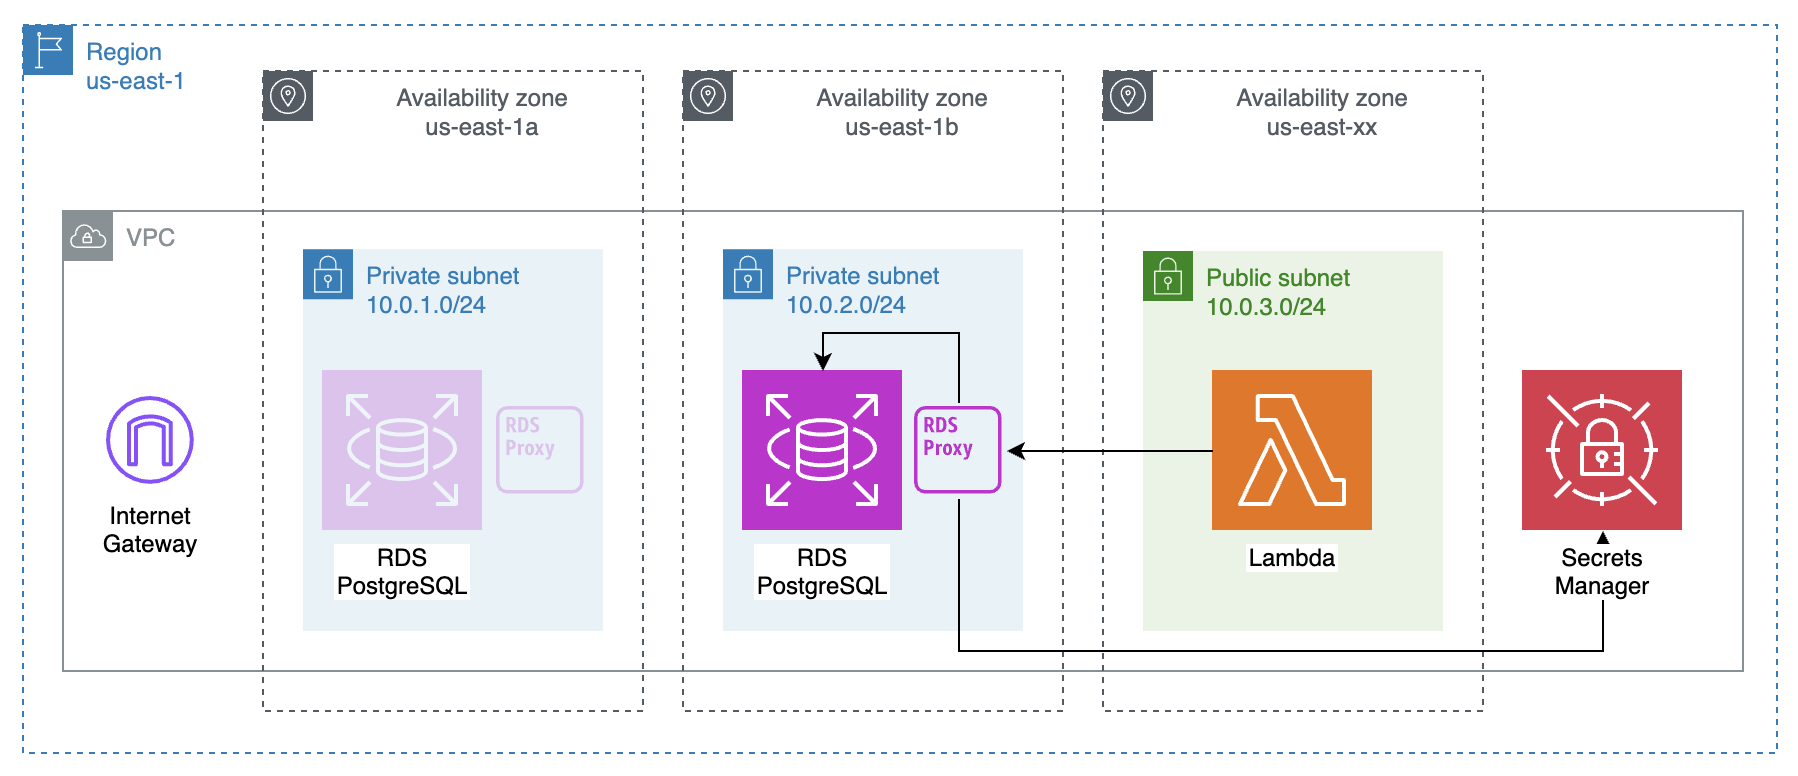 Region
us-east-1
Availability zone
us-east-1a
Availability zone
us-east-1b
Availability zone
us-east-xx
VPC
Private subnet
10.0.1.0/24
Private subnet
10.0.2.0/24
Public subnet
10.0.3.0/24
Internet
Gateway
RDS
Proxy
RDS
PostgreSQL
RDS
Proxy
RDS
PostgreSQL
Lambda
Secrets
Manager